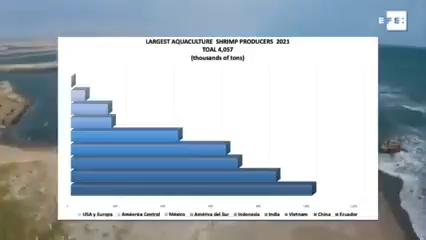 EFE:
LARGEST AQUACULTURE SHRIMP PRODUCERS 2021
TOAL 4,057
(thousands of tons)
USA y Europa América Central México América del Sur Indonesia India Vietnam China Ecuador